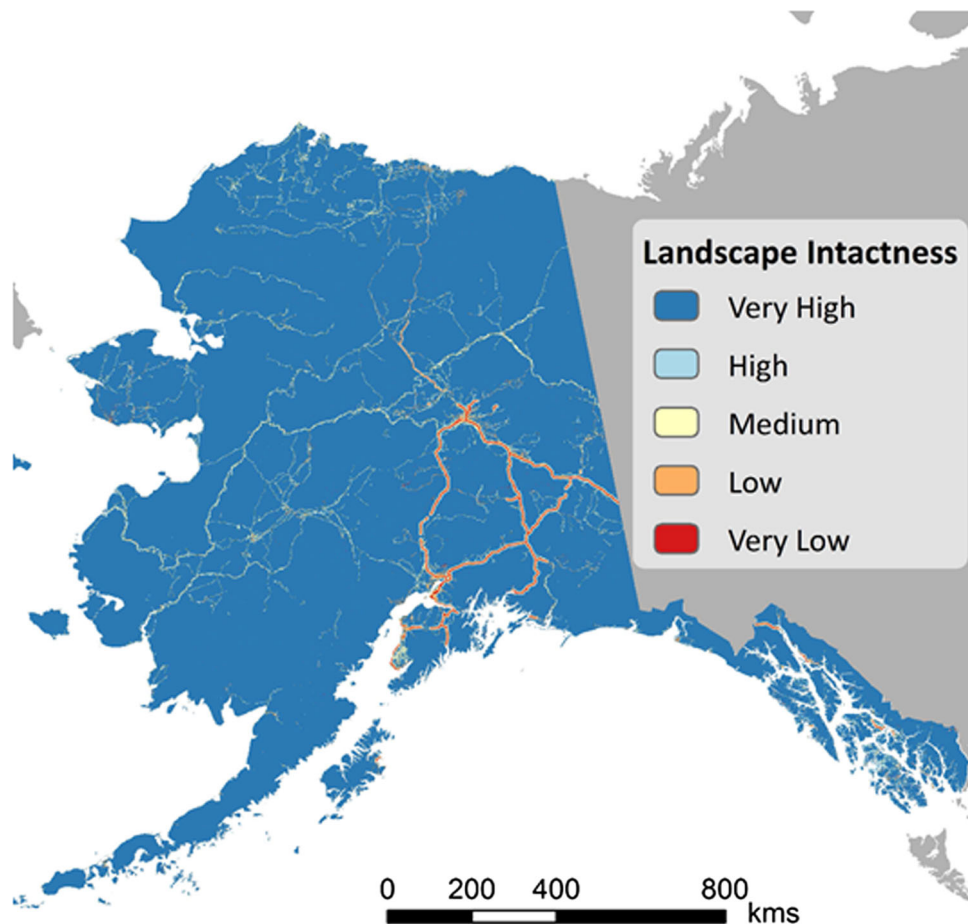 Landscape Intactness
Very High
High
Medium
Low
Very Low
0 200 400 800
kms